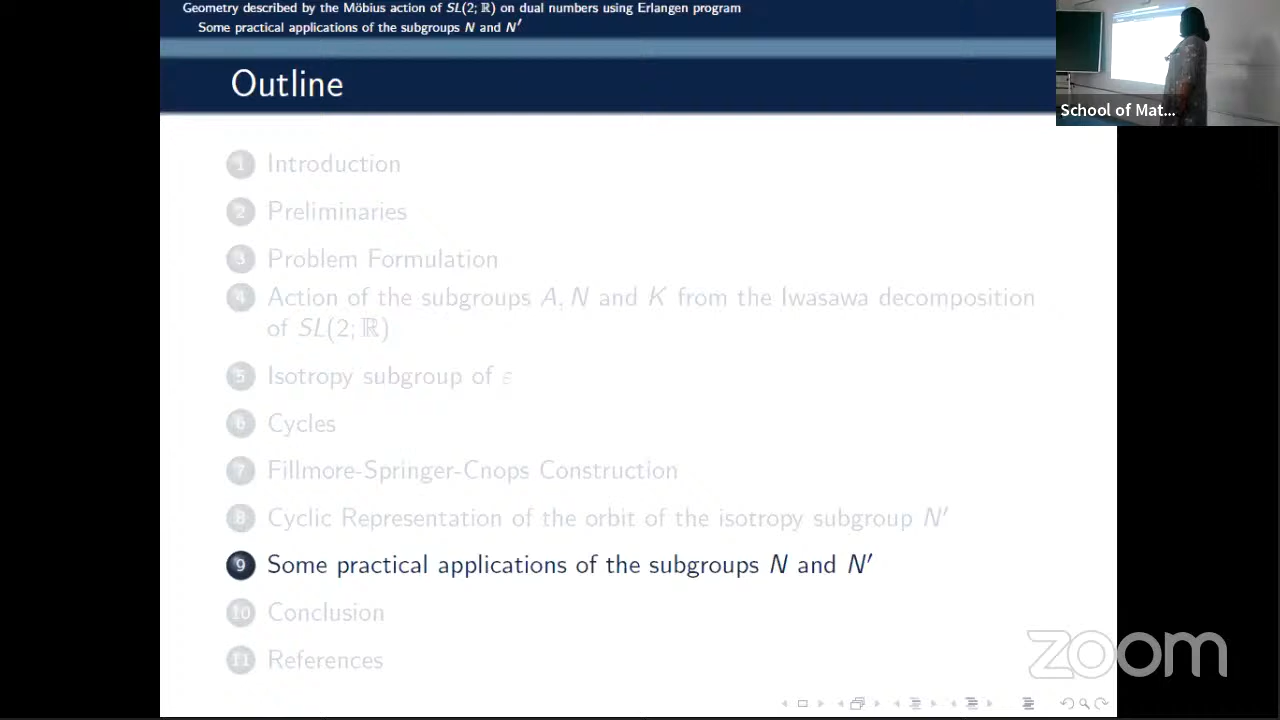 Geometry described by the Möbius action of SL(2; ℝ) on dual numbers using Erlangen program
Some practical applications of the subgroups N and N′
Outline
School of Mat...
1 Introduction
2 Preliminaries
3 Problem Formulation
4 Action of the subgroups A, N and K from the Iwasawa decomposition
of SL(2; ℝ)
5 Isotropy subgroup of ε
6 Cycles
7 Fillmore-Springer-Cnops Construction
8 Cyclic Representation of the orbit of the isotropy subgroup N′
9 Some practical applications of the subgroups N and N′
10 Conclusion
11 References
zoom